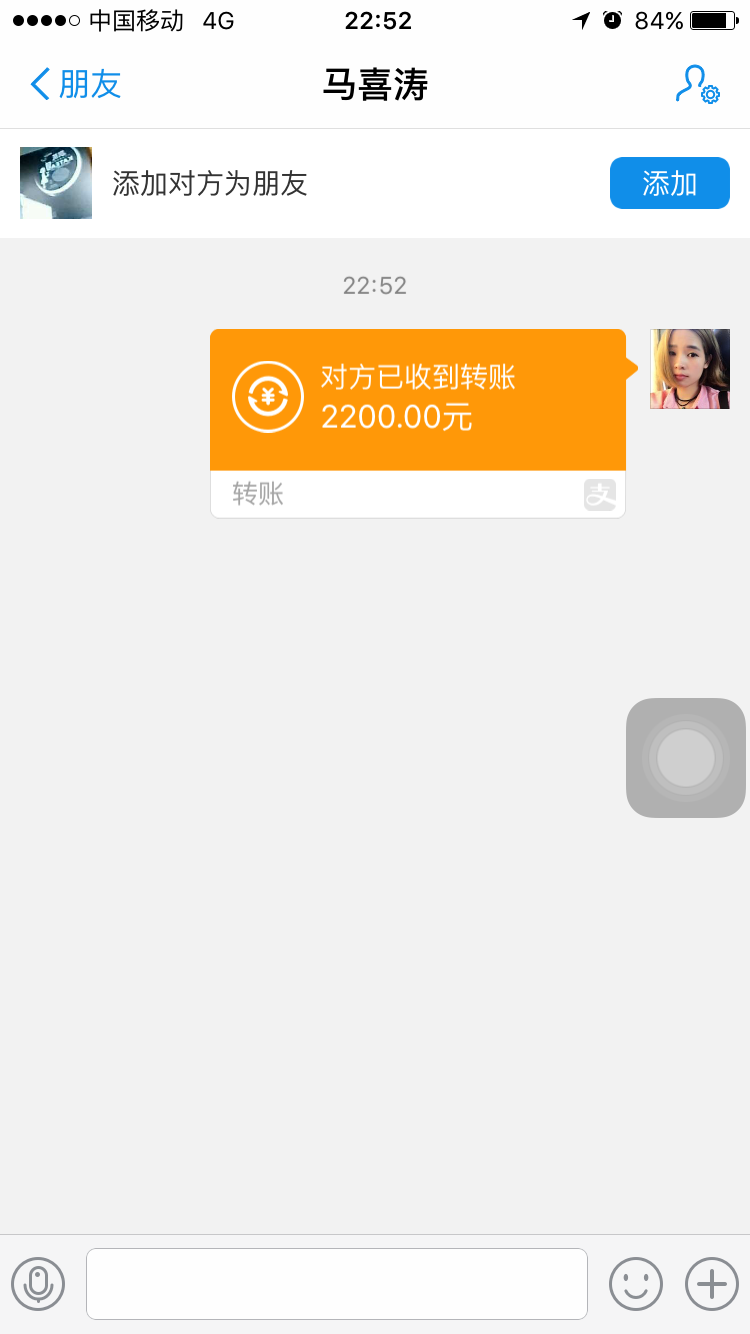 中国移动 4G 22:52 84%
朋友 马喜涛
添加对方为朋友 添加
22:52
对方已收到转账
2200.00元
转账 支